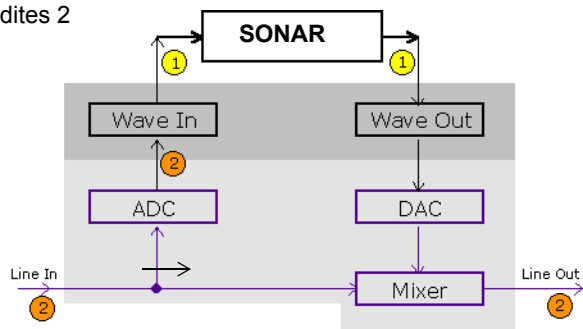 dites 2
SONAR
1
1
Wave In
Wave Out
2
ADC
DAC
Line In
Line Out
Mixer
2
2